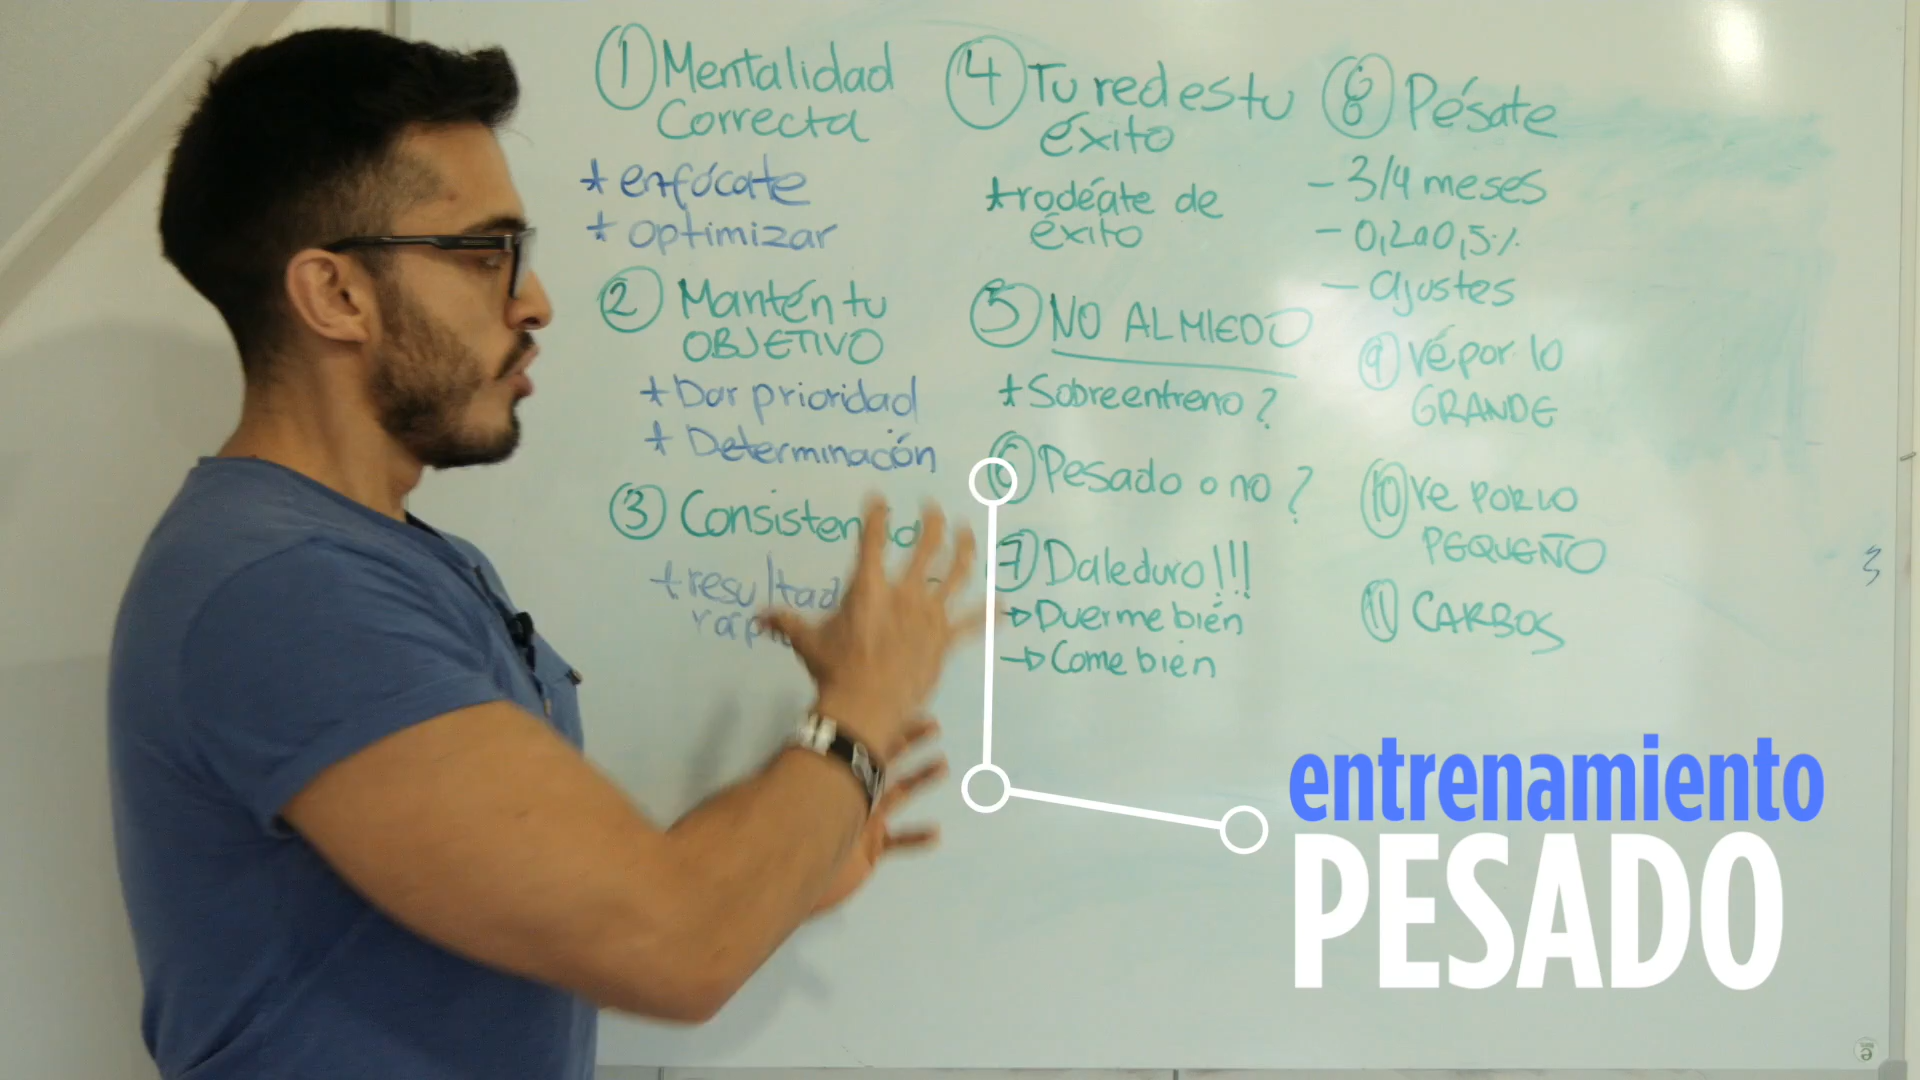 1 Mentalidad
Correcta
* enfócate
* optimizar
2 Mantén tu
OBJETIVO
* Dar prioridad
* Determinación
3
* 
4 Tu red es tu
éxito
* rodéate de
éxito
5 NO AL MIEDO
* Sobreentreno ?
6 Pesado o no ?
7 Dale duro!!!
→ Duerme bién
→ Come bién
8 Pésate
- 3/4 meses
- 0,2 a 0,5%
- ajustes
9 Vé por lo
GRANDE
10 Ve POR LO
PEQUEÑO
11 CARBOS
entrenamiento
PESADO